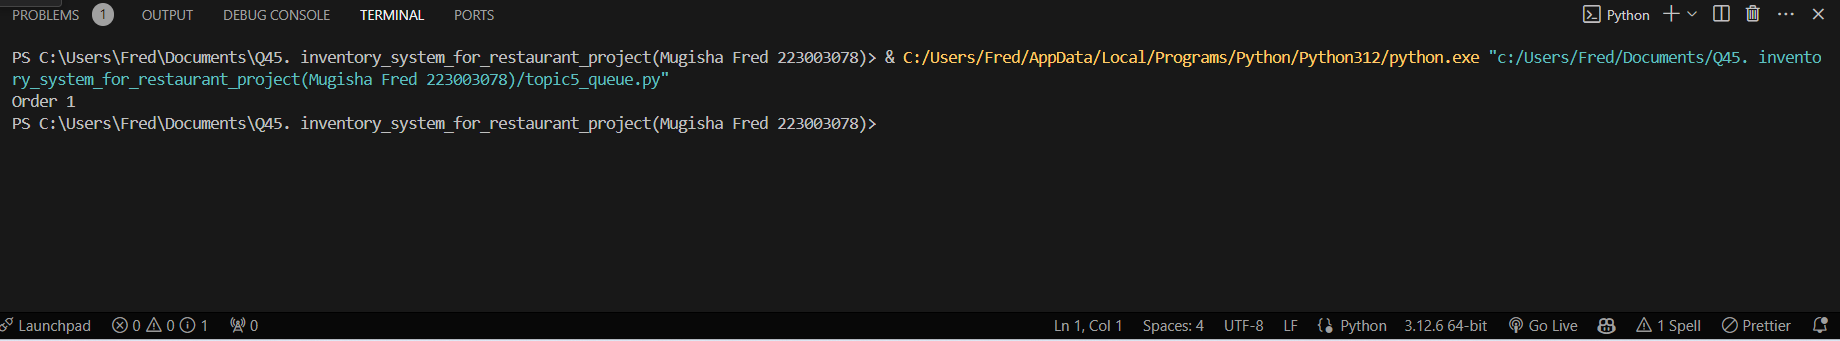 PROBLEMS 1 OUTPUT DEBUG CONSOLE TERMINAL PORTS Python
PS C:\Users\Fred\Documents\Q45. inventory_system_for_restaurant_project(Mugisha Fred 223003078)> & C:/Users/Fred/AppData/Local/Programs/Python/Python312/python.exe "c:/Users/Fred/Documents/Q45. invento
ry_system_for_restaurant_project(Mugisha Fred 223003078)/topic5_queue.py"
Order 1
PS C:\Users\Fred\Documents\Q45. inventory_system_for_restaurant_project(Mugisha Fred 223003078)>
Launchpad 0 0 1 0 Ln 1, Col 1 Spaces: 4 UTF-8 LF Python 3.12.6 64-bit Go Live 1 Spell Prettier